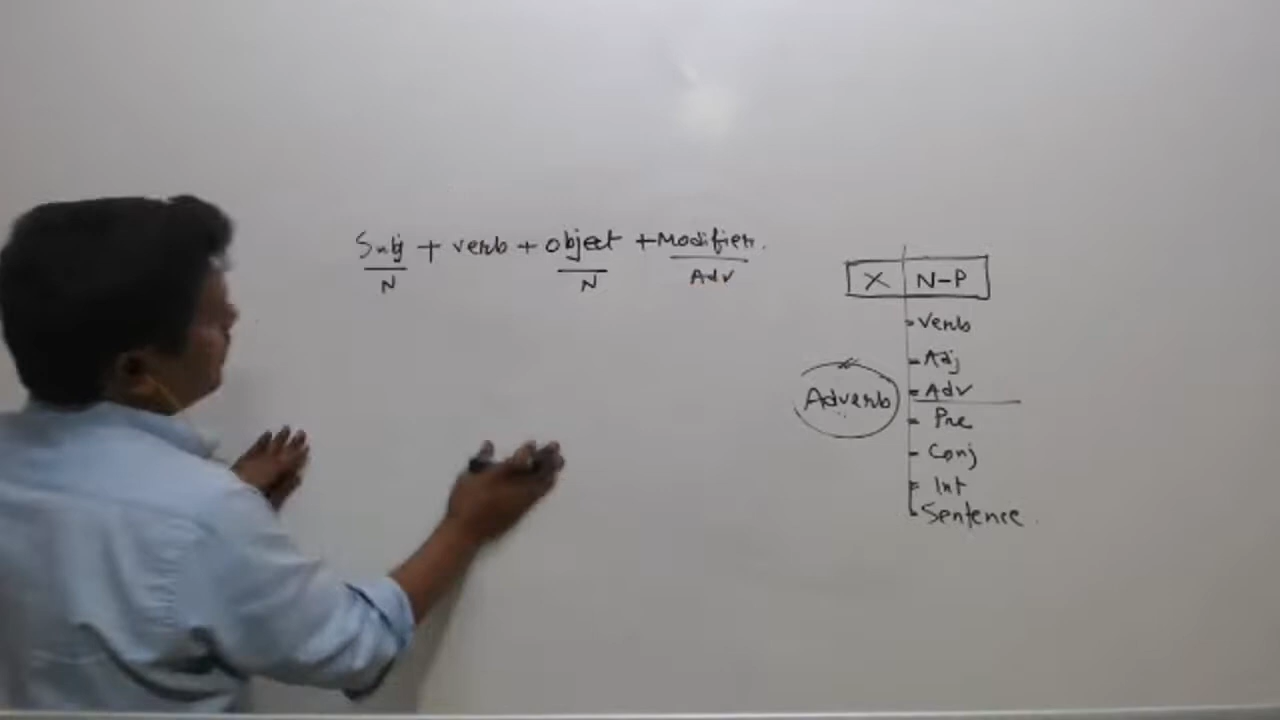 Subj + verb + object + Modifier.
N N Adv
X N-P
Verb
Adj
Adverb
Adv
Pre
Conj
Int
Sentence.